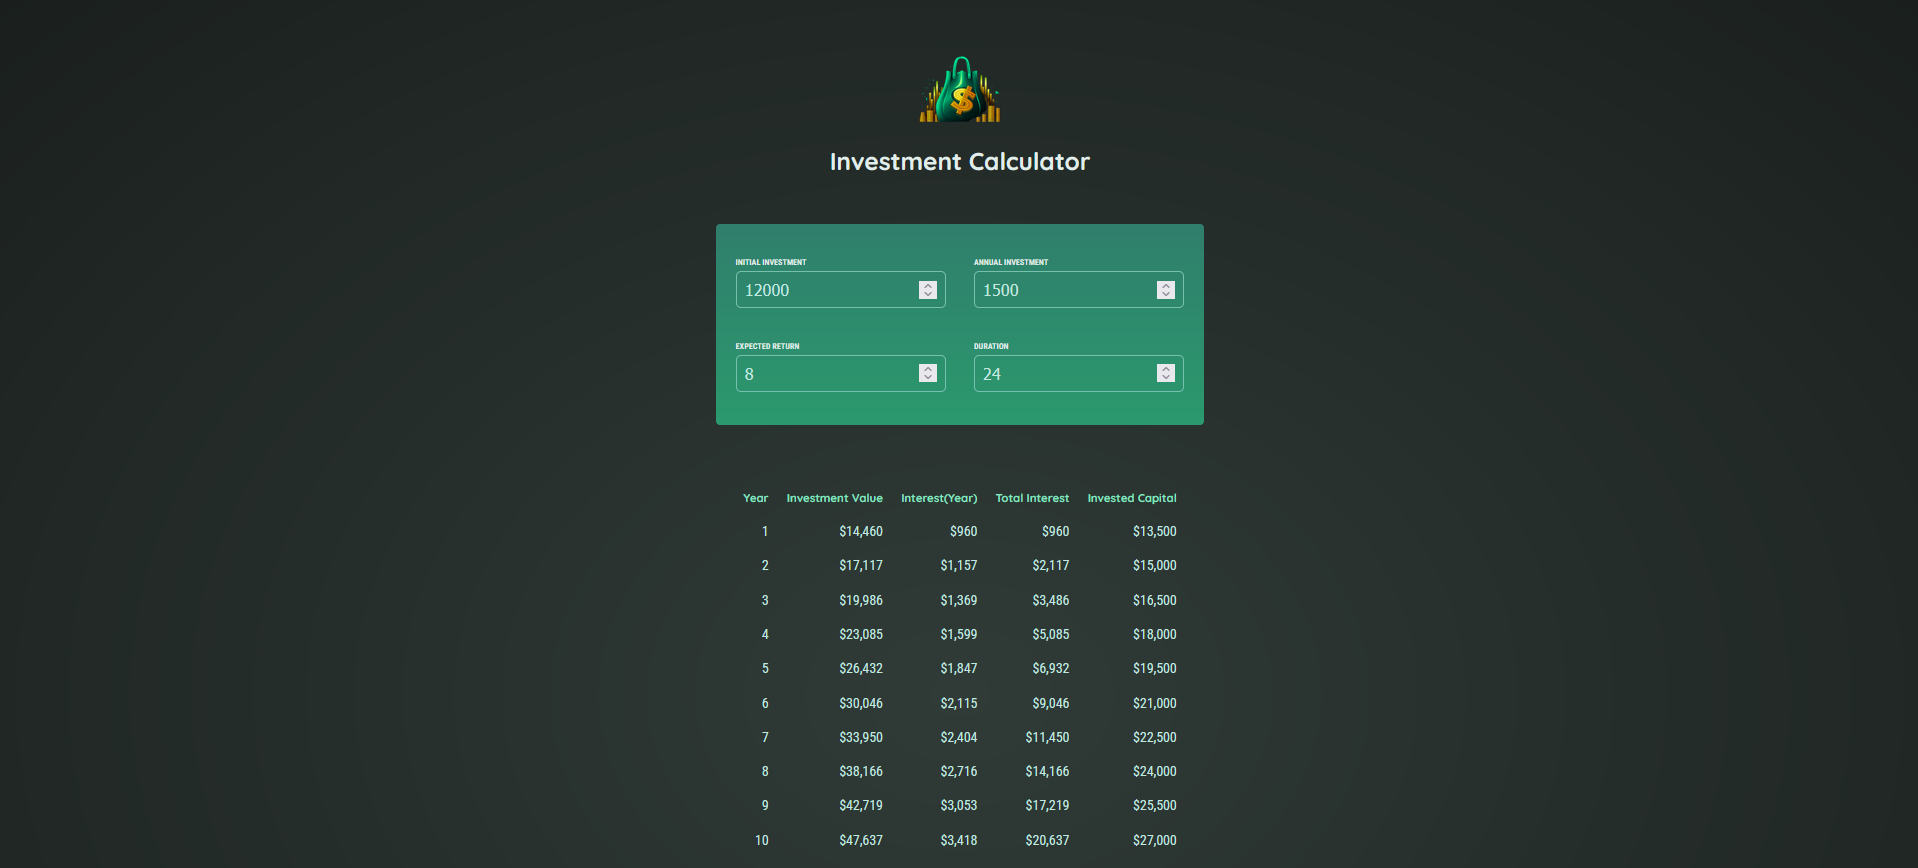 $
Investment Calculator
INITIAL INVESTMENT ANNUAL INVESTMENT
12000 1500
EXPECTED RETURN DURATION
8 24
Year Investment Value Interest(Year) Total Interest Invested Capital
1 $14,460 $960 $960 $13,500
2 $17,117 $1,157 $2,117 $15,000
3 $19,986 $1,369 $3,486 $16,500
4 $23,085 $1,599 $5,085 $18,000
5 $26,432 $1,847 $6,932 $19,500
6 $30,046 $2,115 $9,046 $21,000
7 $33,950 $2,404 $11,450 $22,500
8 $38,166 $2,716 $14,166 $24,000
9 $42,719 $3,053 $17,219 $25,500
10 $47,637 $3,418 $20,637 $27,000